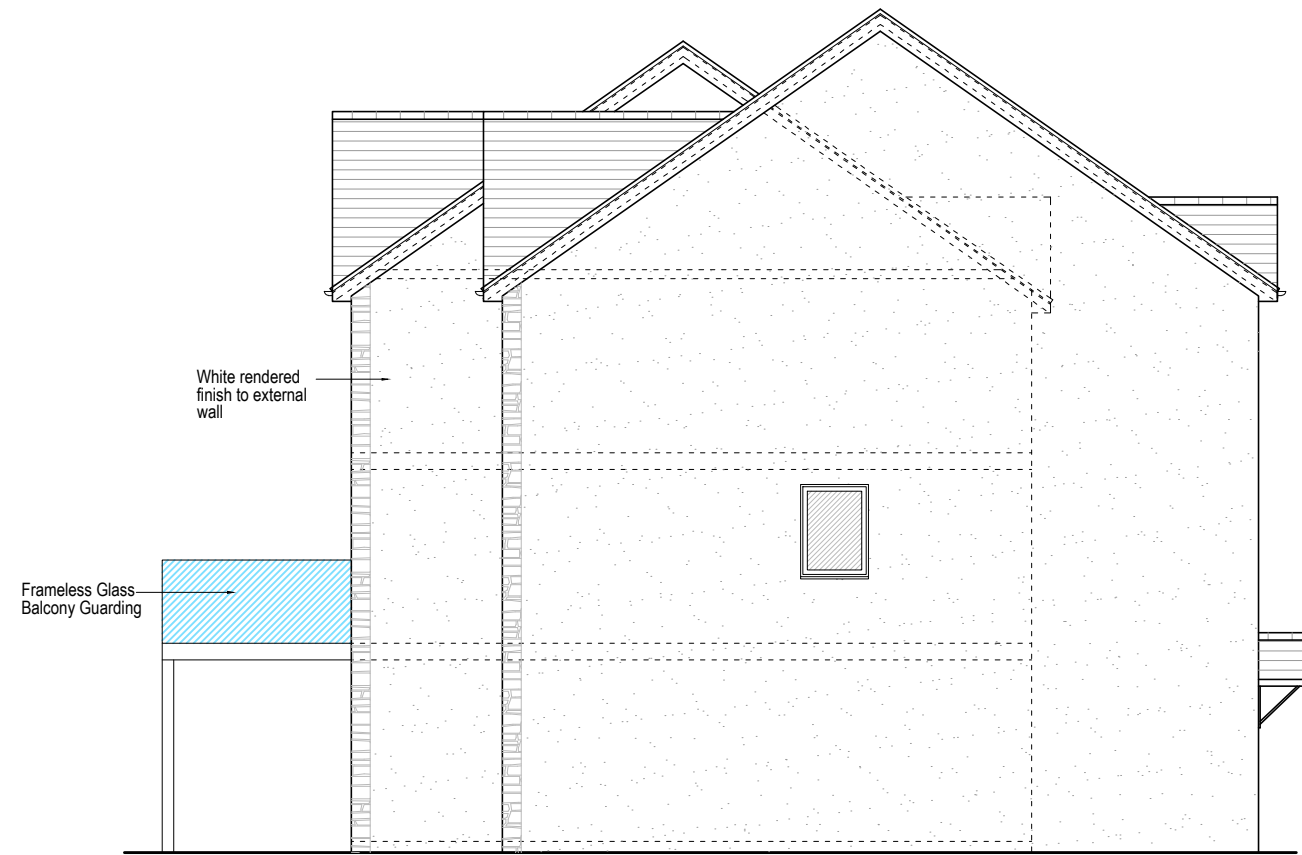 White rendered
finish to external
wall
Frameless Glass
Balcony Guarding